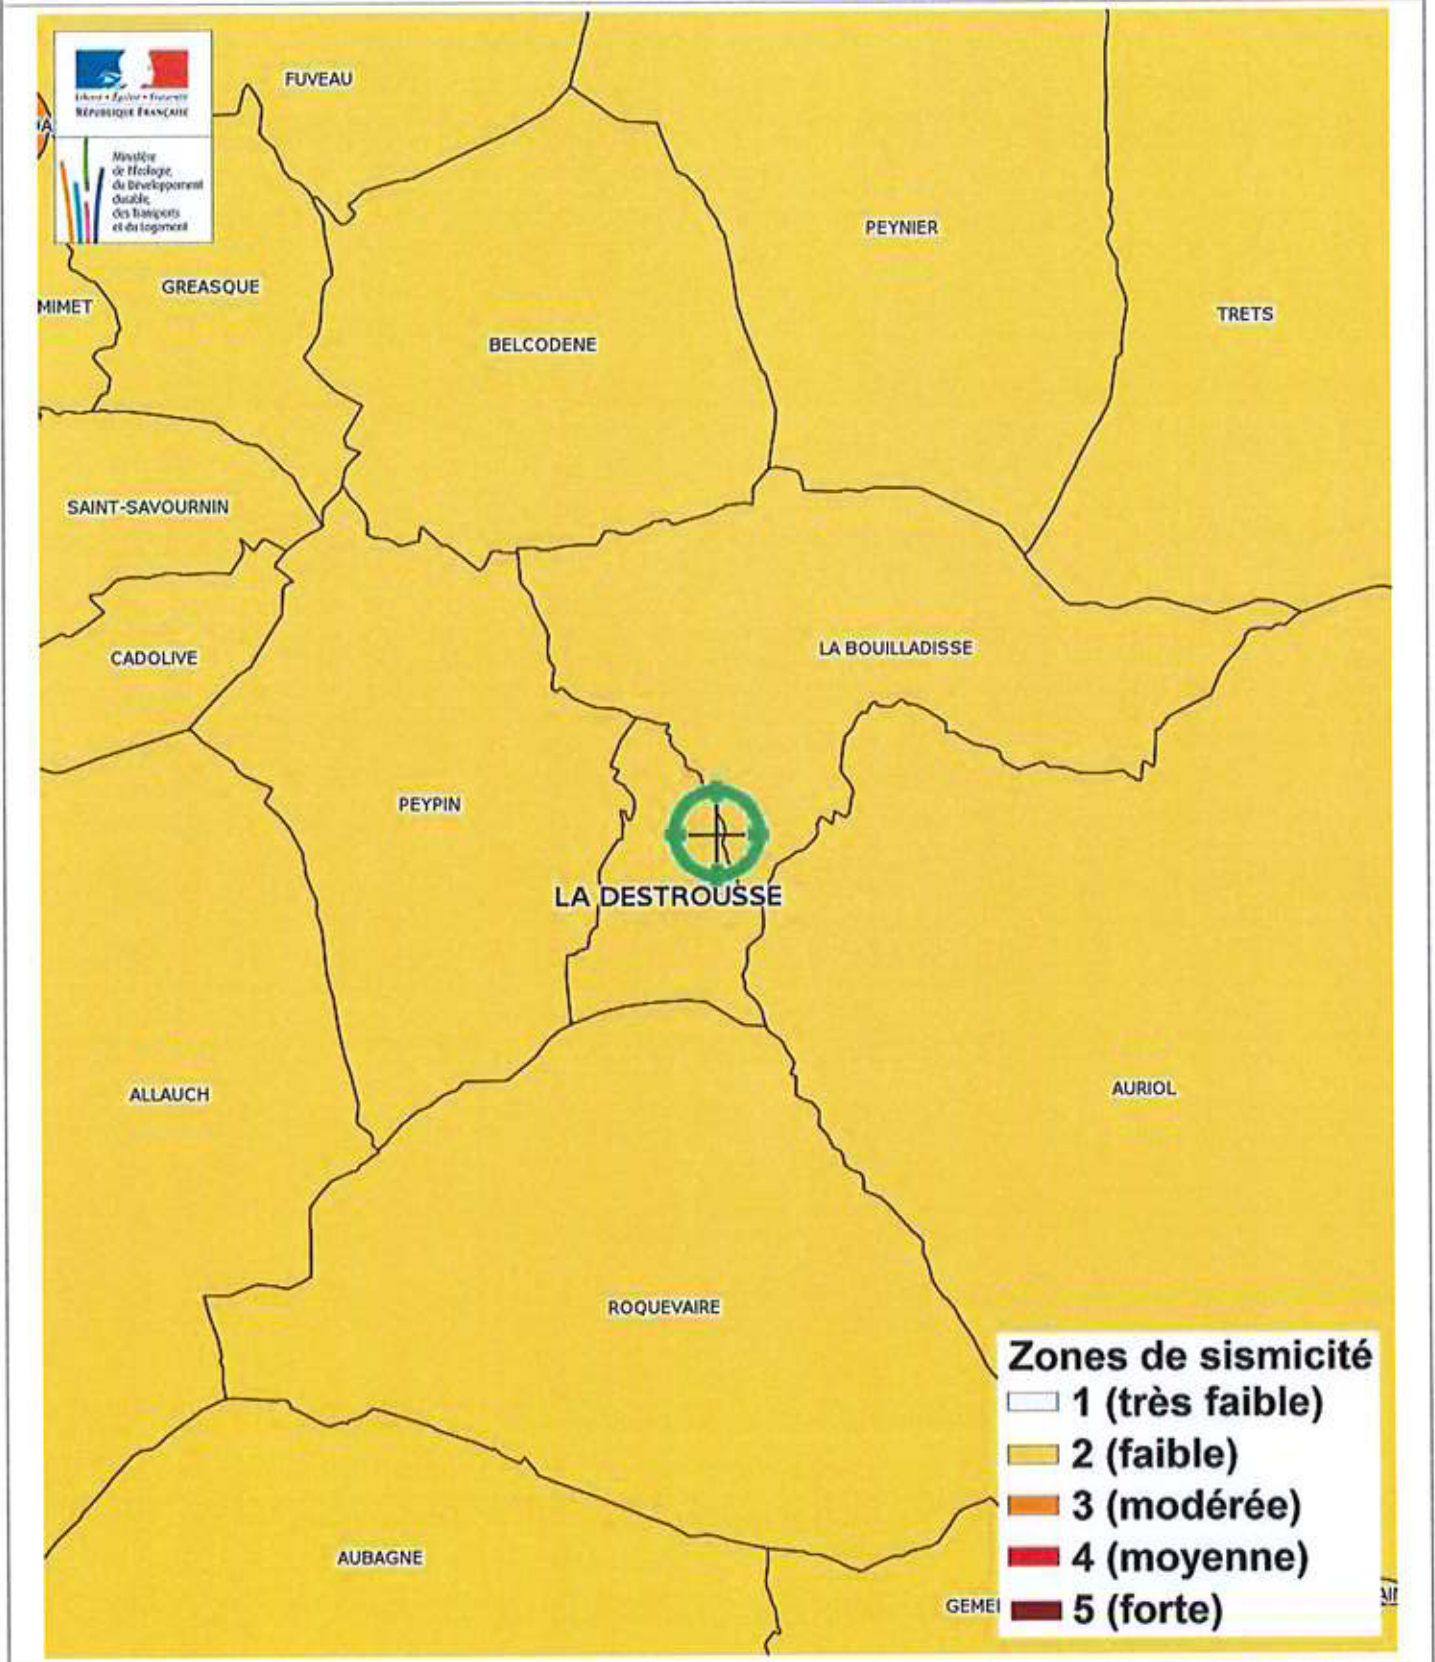 FUVEAU
Liberté • Égalité • Fraternité
RÉPUBLIQUE FRANÇAISE
Ministère
de l'Écologie,
du Développement
durable,
des Transports
et du Logement
PEYNIER
GREASQUE
MIMET
TRETS
BELCODENE
SAINT-SAVOURNIN
LA BOUILLADISSE
CADOLIVE
PEYPIN
LA DESTROUSSE
AURIOL
ALLAUCH
ROQUEVAIRE
Zones de sismicité
1 (très faible)
2 (faible)
3 (modérée)
4 (moyenne)
5 (forte)
AUBAGNE
GEME